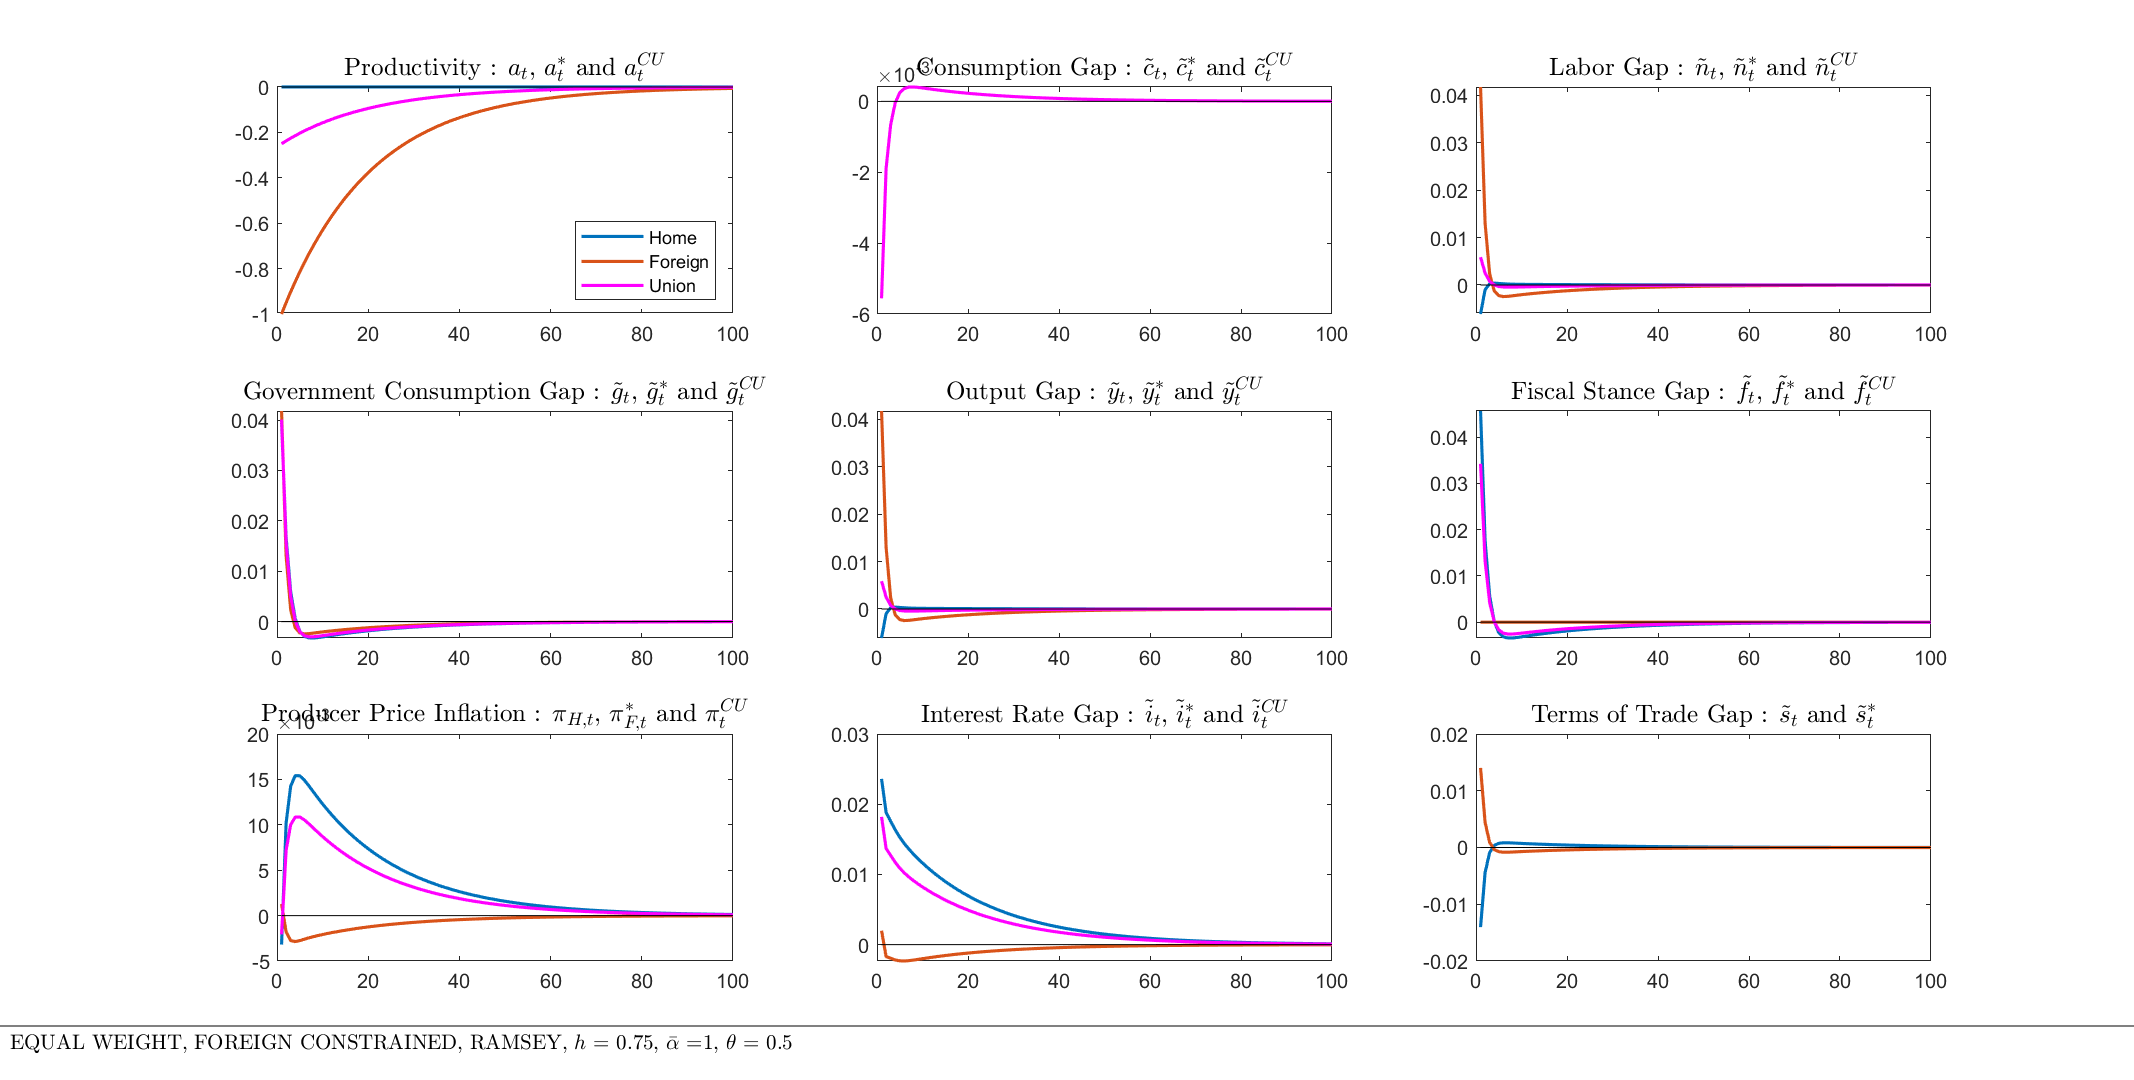 Productivity : a_t, a_t^* and a_t^{CU}
0
-0.2
-0.4
-0.6
-0.8
-1
0 20 40 60 80 100
Home
Foreign
Union
×10^{-3}
Consumption Gap : c̃_t, c̃_t^* and c̃_t^{CU}
0
-2
-4
-6
0 20 40 60 80 100
Labor Gap : ñ_t, ñ_t^* and ñ_t^{CU}
0.04
0.03
0.02
0.01
0
0 20 40 60 80 100
Government Consumption Gap : g̃_t, g̃_t^* and g̃_t^{CU}
0.04
0.03
0.02
0.01
0
0 20 40 60 80 100
Output Gap : ỹ_t, ỹ_t^* and ỹ_t^{CU}
0.04
0.03
0.02
0.01
0
0 20 40 60 80 100
Fiscal Stance Gap : f̃_t, f̃_t^* and f̃_t^{CU}
0.04
0.03
0.02
0.01
0
0 20 40 60 80 100
Producer Price Inflation : π_{H,t}, π_{F,t}^* and π_t^{CU}
×10^{-3}
20
15
10
5
0
-5
0 20 40 60 80 100
Interest Rate Gap : ĩ_t, ĩ_t^* and ĩ_t^{CU}
0.03
0.02
0.01
0
0 20 40 60 80 100
Terms of Trade Gap : s̃_t and s̃_t^*
0.02
0.01
0
-0.01
-0.02
0 20 40 60 80 100
EQUAL WEIGHT, FOREIGN CONSTRAINED, RAMSEY, h = 0.75, ᾱ =1, θ = 0.5